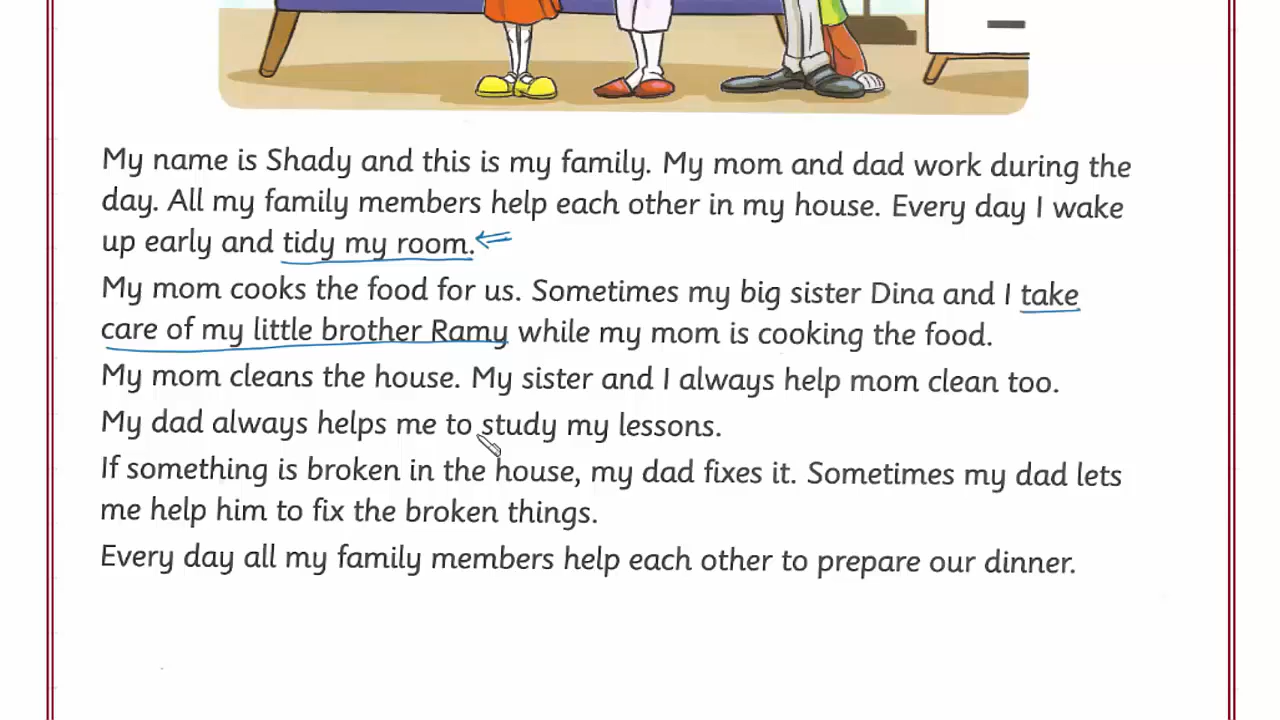 My name is Shady and this is my family. My mom and dad work during the
day. All my family members help each other in my house. Every day I wake
up early and tidy my room.
My mom cooks the food for us. Sometimes my big sister Dina and I take
care of my little brother Ramy while my mom is cooking the food.
My mom cleans the house. My sister and I always help mom clean too.
My dad always helps me to study my lessons.
If something is broken in the house, my dad fixes it. Sometimes my dad lets
me help him to fix the broken things.
Every day all my family members help each other to prepare our dinner.